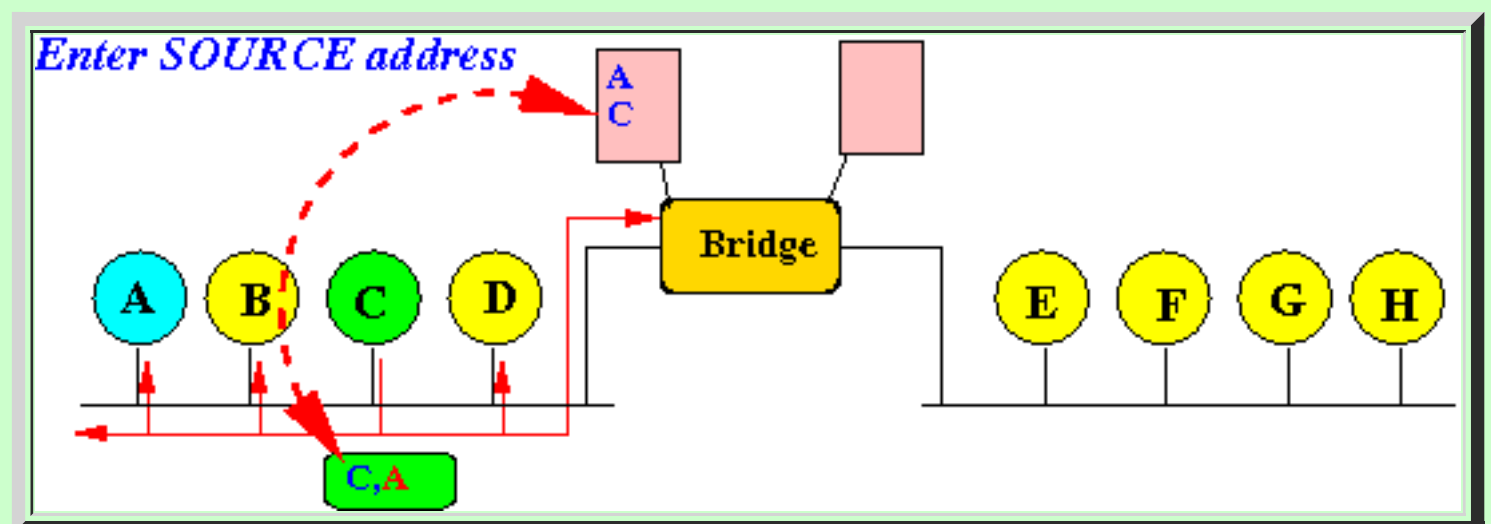 Enter SOURCE address
A
C
Bridge
A B C D E F G H
C,A